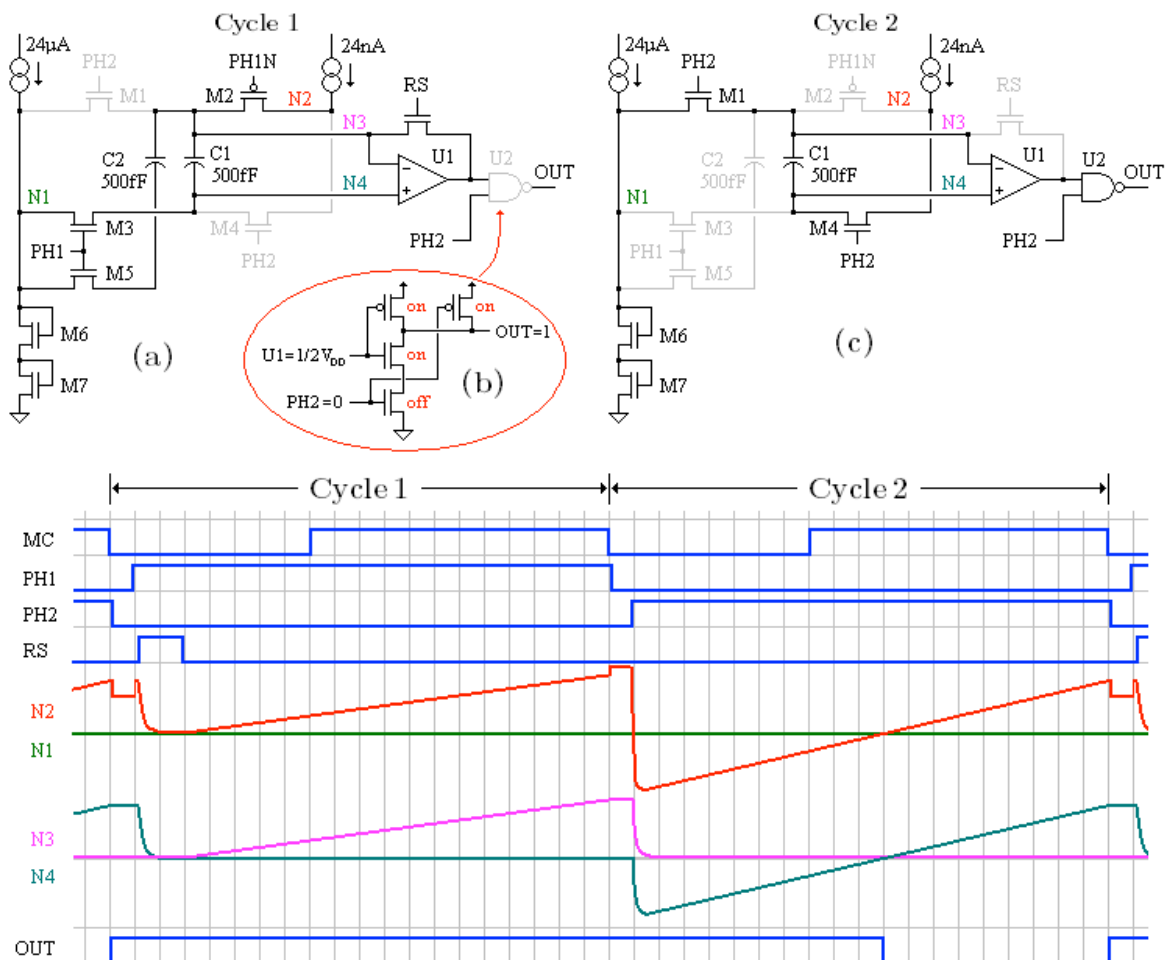 Cycle 1
24µA
PH2
M1
PH1N
M2
N2
24nA
RS
N3
C2
500fF
C1
500fF
U1
U2
OUT
N4
N1
M3
M4
PH1
PH2
PH2
M5
M6
M7
(a)
on
on
OUT=1
U1=1/2VDD
on
(b)
PH2=0
off
Cycle 2
24µA
PH2
M1
PH1N
M2
N2
24nA
RS
N3
C2
500fF
C1
500fF
U1
U2
OUT
N4
N1
M3
M4
PH1
PH2
PH2
M5
M6
M7
(c)
Cycle 1
Cycle 2
MC
PH1
PH2
RS
N2
N1
N3
N4
OUT